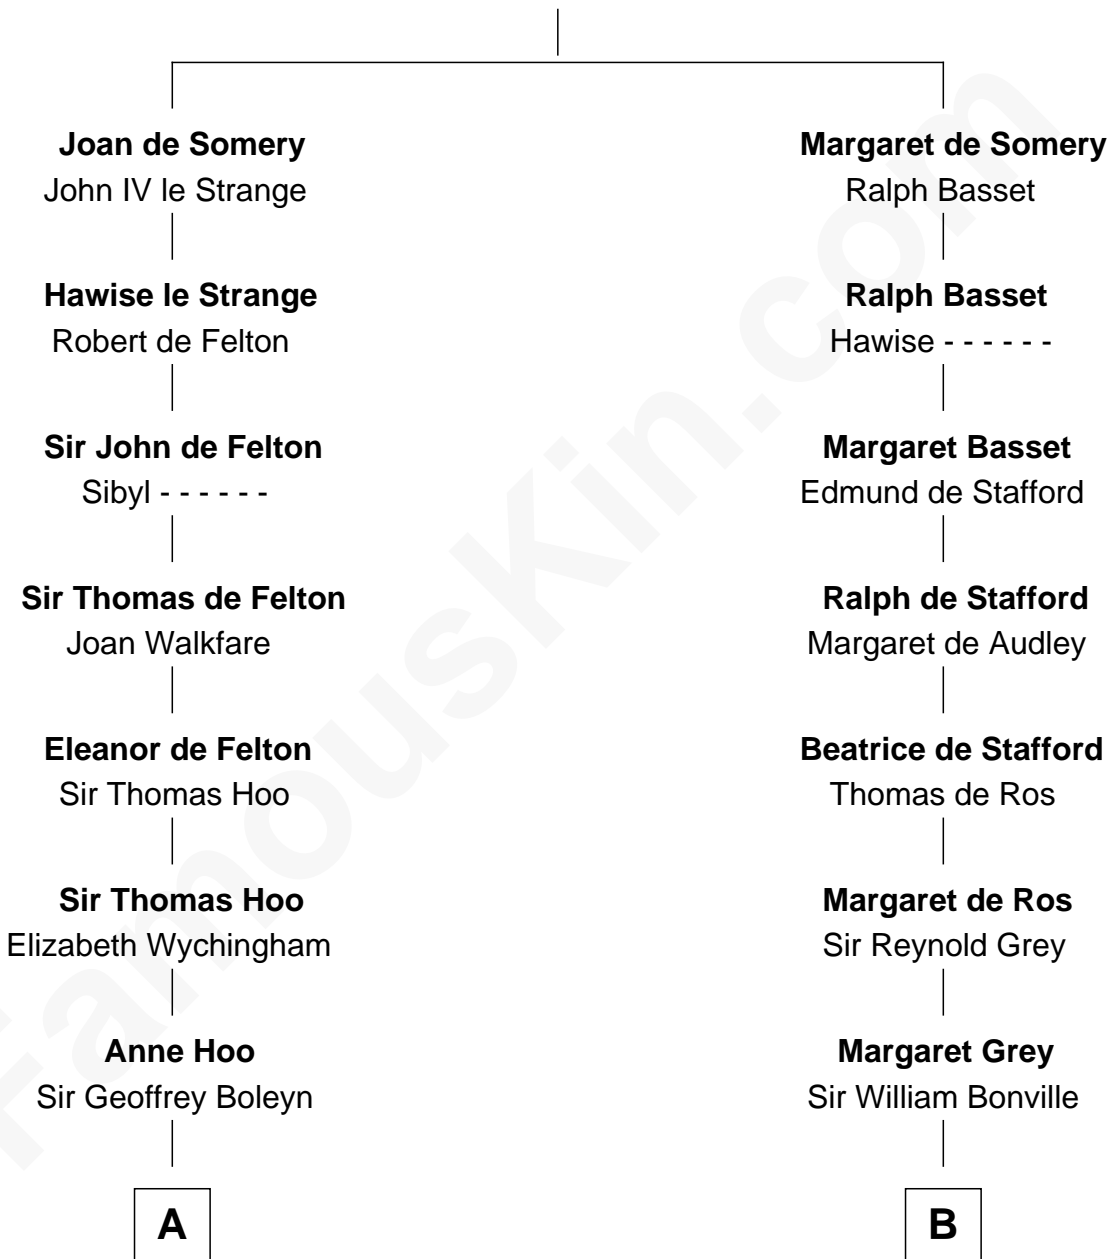 Joan de Somery
John IV le Strange
Hawise le Strange
Robert de Felton
Sir John de Felton
Sibyl - - - - - -
Sir Thomas de Felton
Joan Walkfare
Eleanor de Felton
Sir Thomas Hoo
Sir Thomas Hoo
Elizabeth Wychingham
Anne Hoo
Sir Geoffrey Boleyn
A
Margaret de Somery
Ralph Basset
Ralph Basset
Hawise - - - - - -
Margaret Basset
Edmund de Stafford
Ralph de Stafford
Margaret de Audley
Beatrice de Stafford
Thomas de Ros
Margaret de Ros
Sir Reynold Grey
Margaret Grey
Sir William Bonville
B
FamousKin.com